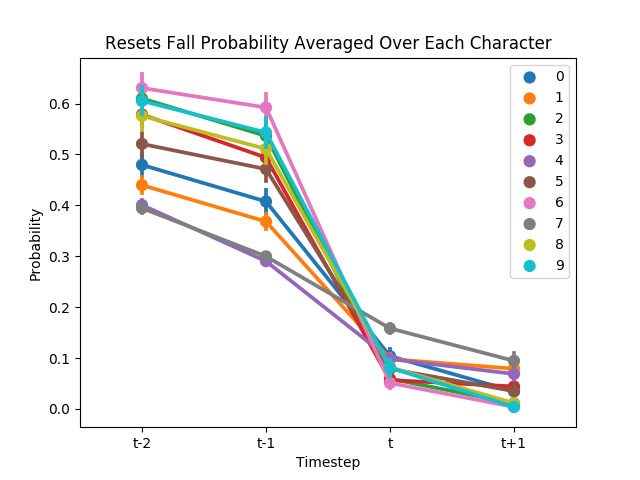 Resets Fall Probability Averaged Over Each Character
Probability
0.6
0.5
0.4
0.3
0.2
0.1
0.0
t-2
t-1
t
t+1
Timestep
0
1
2
3
4
5
6
7
8
9